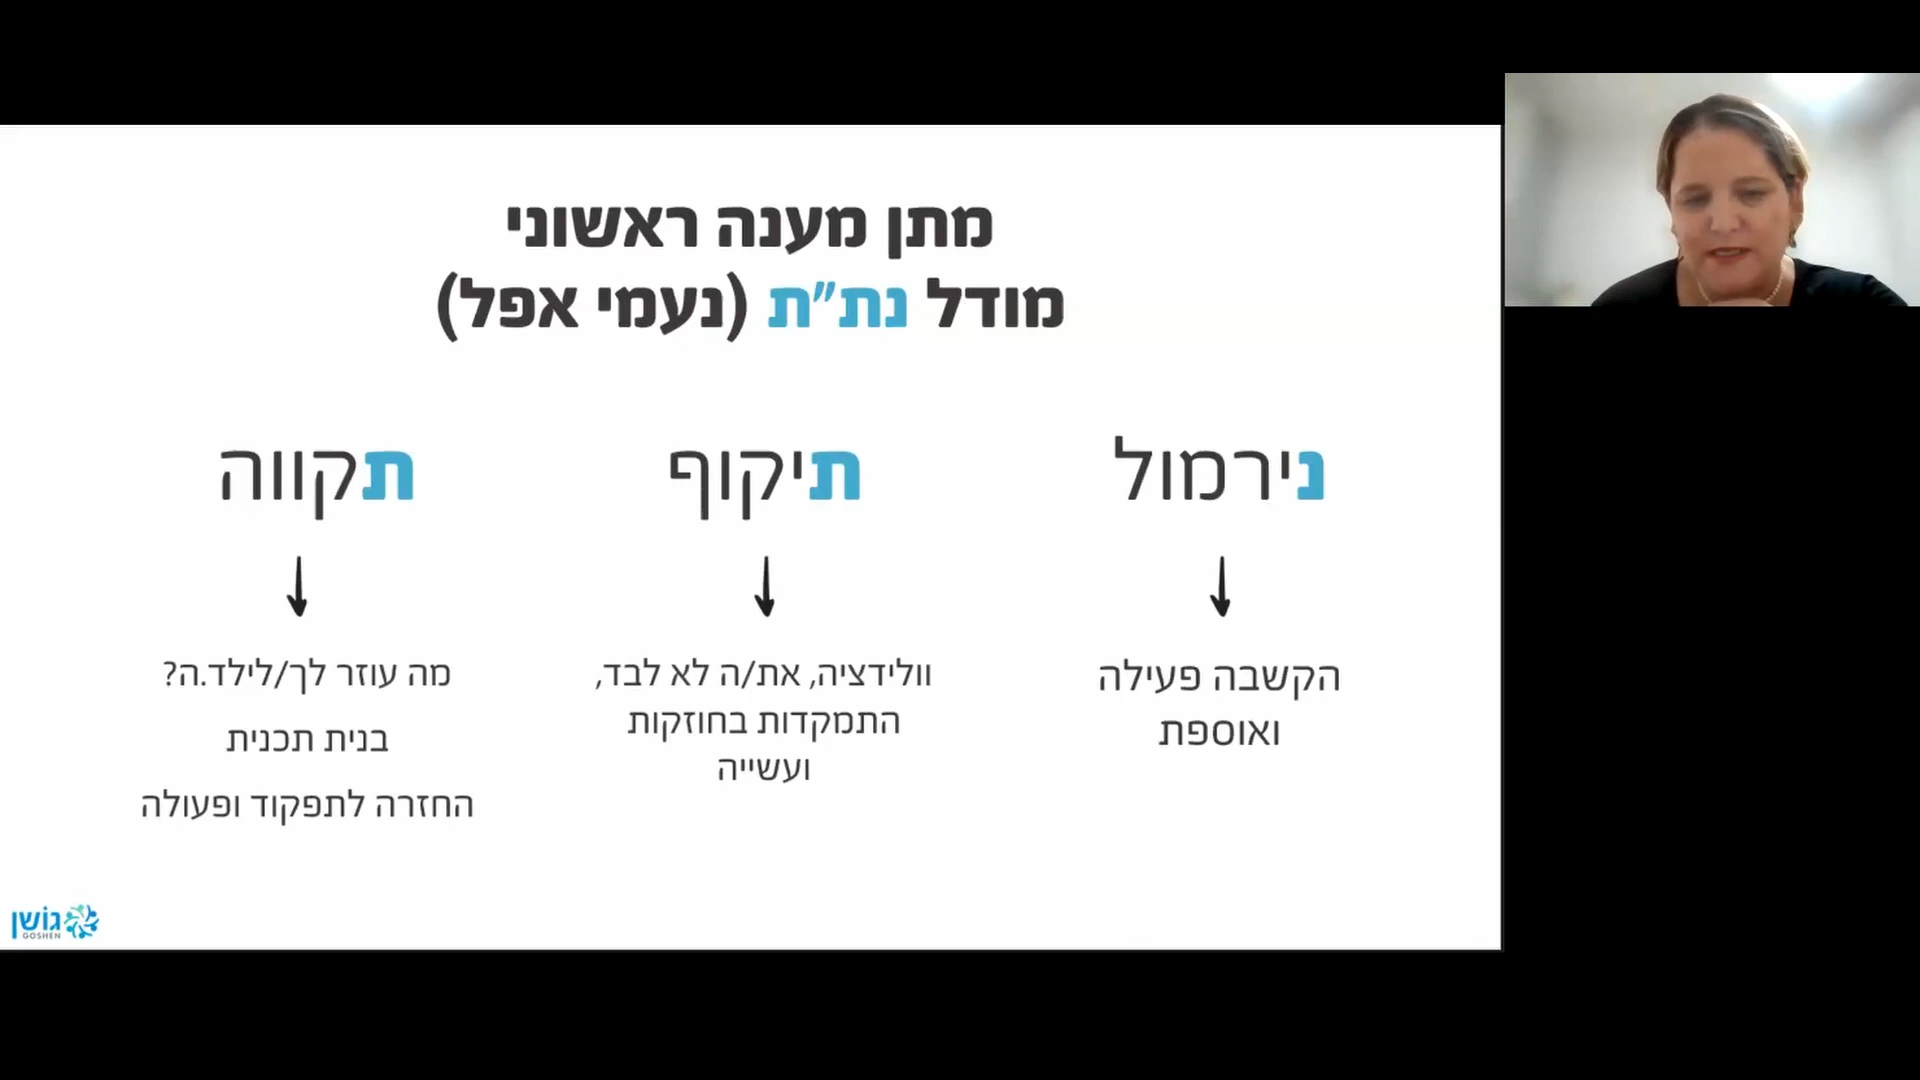 מתן מענה ראשוני
מודל נת"ת (נעמי אפל)
נירמול
הקשבה פעילה
ואוספת
תיקוף
וולידציה, את/ה לא לבד,
התמקדות בחוזקות
ועשייה
תקווה
מה עוזר לך/לילד.ה?
בנית תכנית
החזרה לתפקוד ופעולה
גושן
GOSHEN